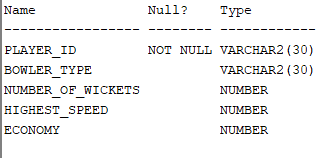 Name Null? Type
----------------- -------- ------------
PLAYER_ID NOT NULL VARCHAR2(30)
BOWLER_TYPE VARCHAR2(30)
NUMBER_OF_WICKETS NUMBER
HIGHEST_SPEED NUMBER
ECONOMY NUMBER